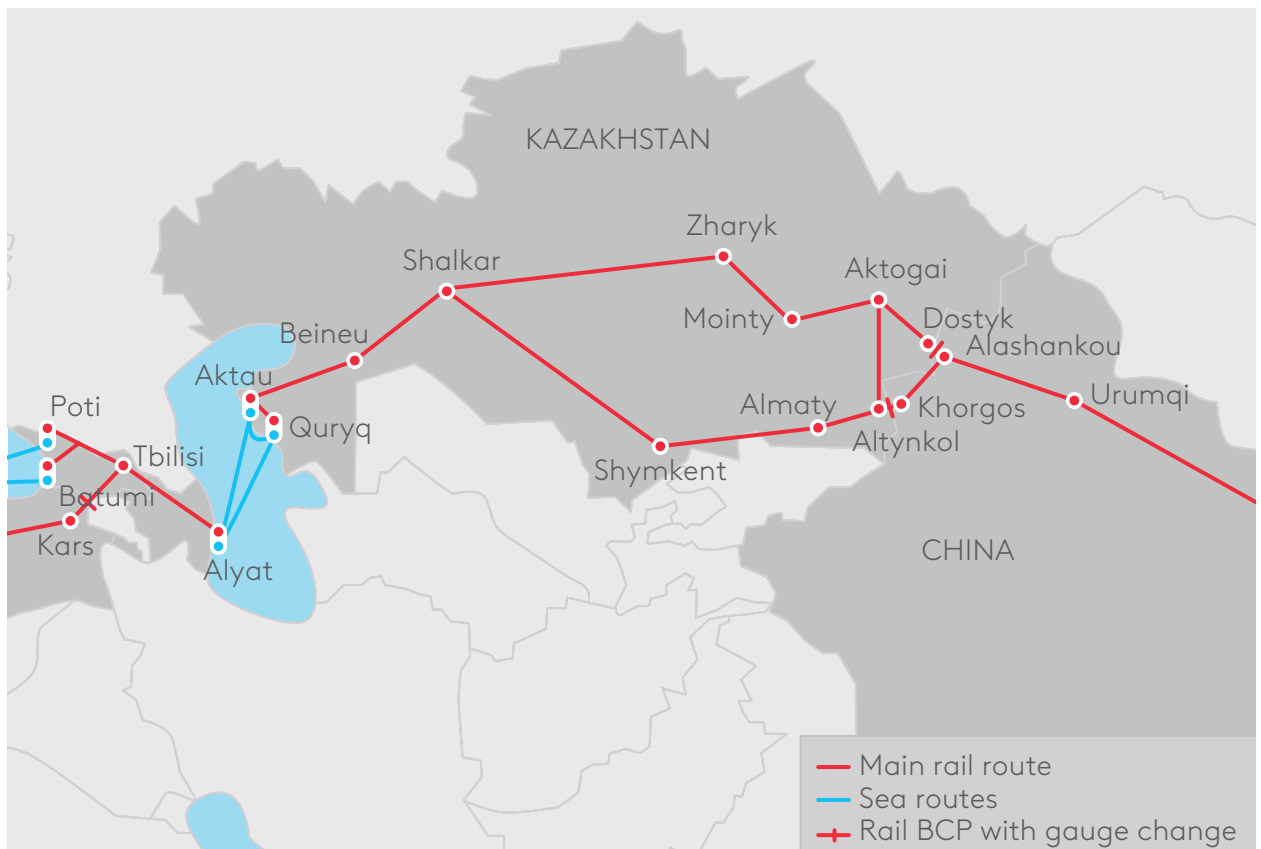 KAZAKHSTAN
Zharyk
Shalkar
Aktogai
Mointy
Dostyk
Beineu
Alashankou
Aktau
Urumqi
Poti
Almaty
Khorgos
Quryq
Altynkol
Tbilisi
Shymkent
Batumi
Kars
CHINA
Alyat
Main rail route
Sea routes
Rail BCP with gauge change